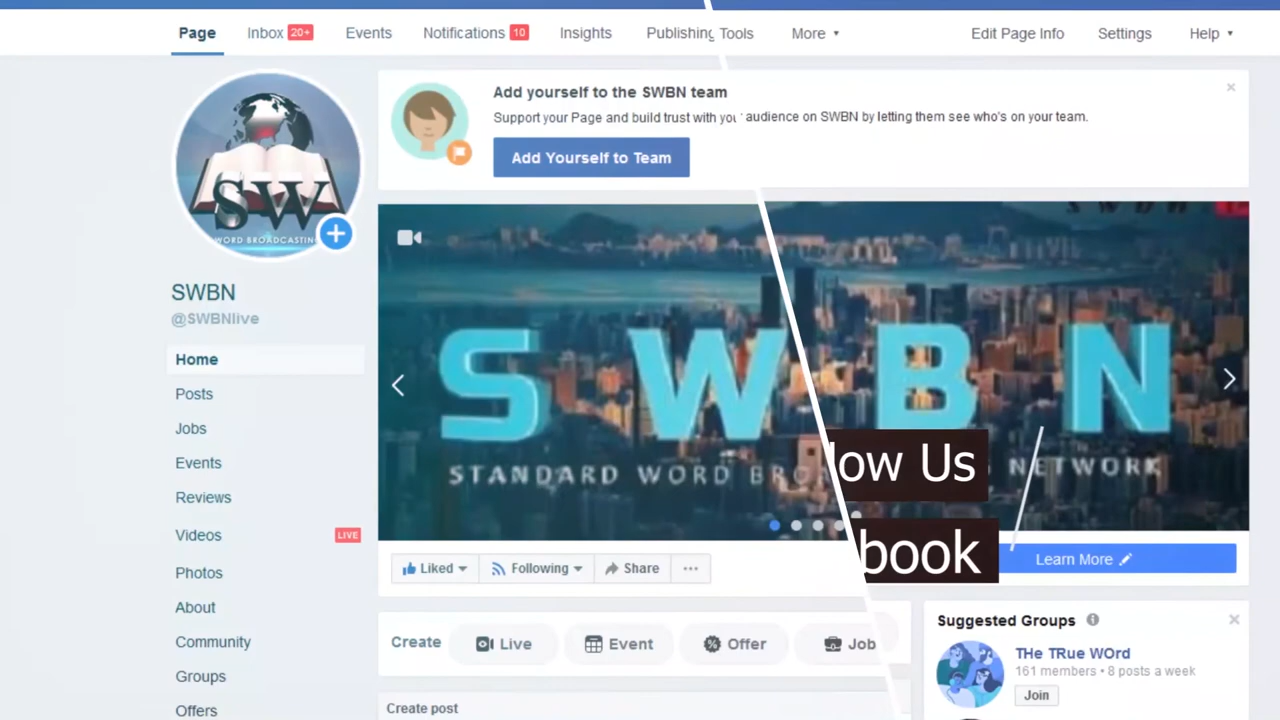 Page Inbox 20+ Events Notifications 10 Insights Publishing Tools More Edit Page Info Settings Help
Add yourself to the SWBN team
Support your Page and build trust with your audience on SWBN by letting them see who's on your team.
Add Yourself to Team
SW
WORD BROADCASTING
SWBN
@SWBNlive
Home
Posts
Jobs
Events
Reviews
Videos LIVE
Photos
About
Community
Groups
Offers
SWBN
S W B N
STANDARD WORD NETWORK
low Us
book
Liked Following Share
Learn More
Create Live Event Offer Job
Create post
Suggested Groups
THe TRue WOrd
161 members • 8 posts a week
Join